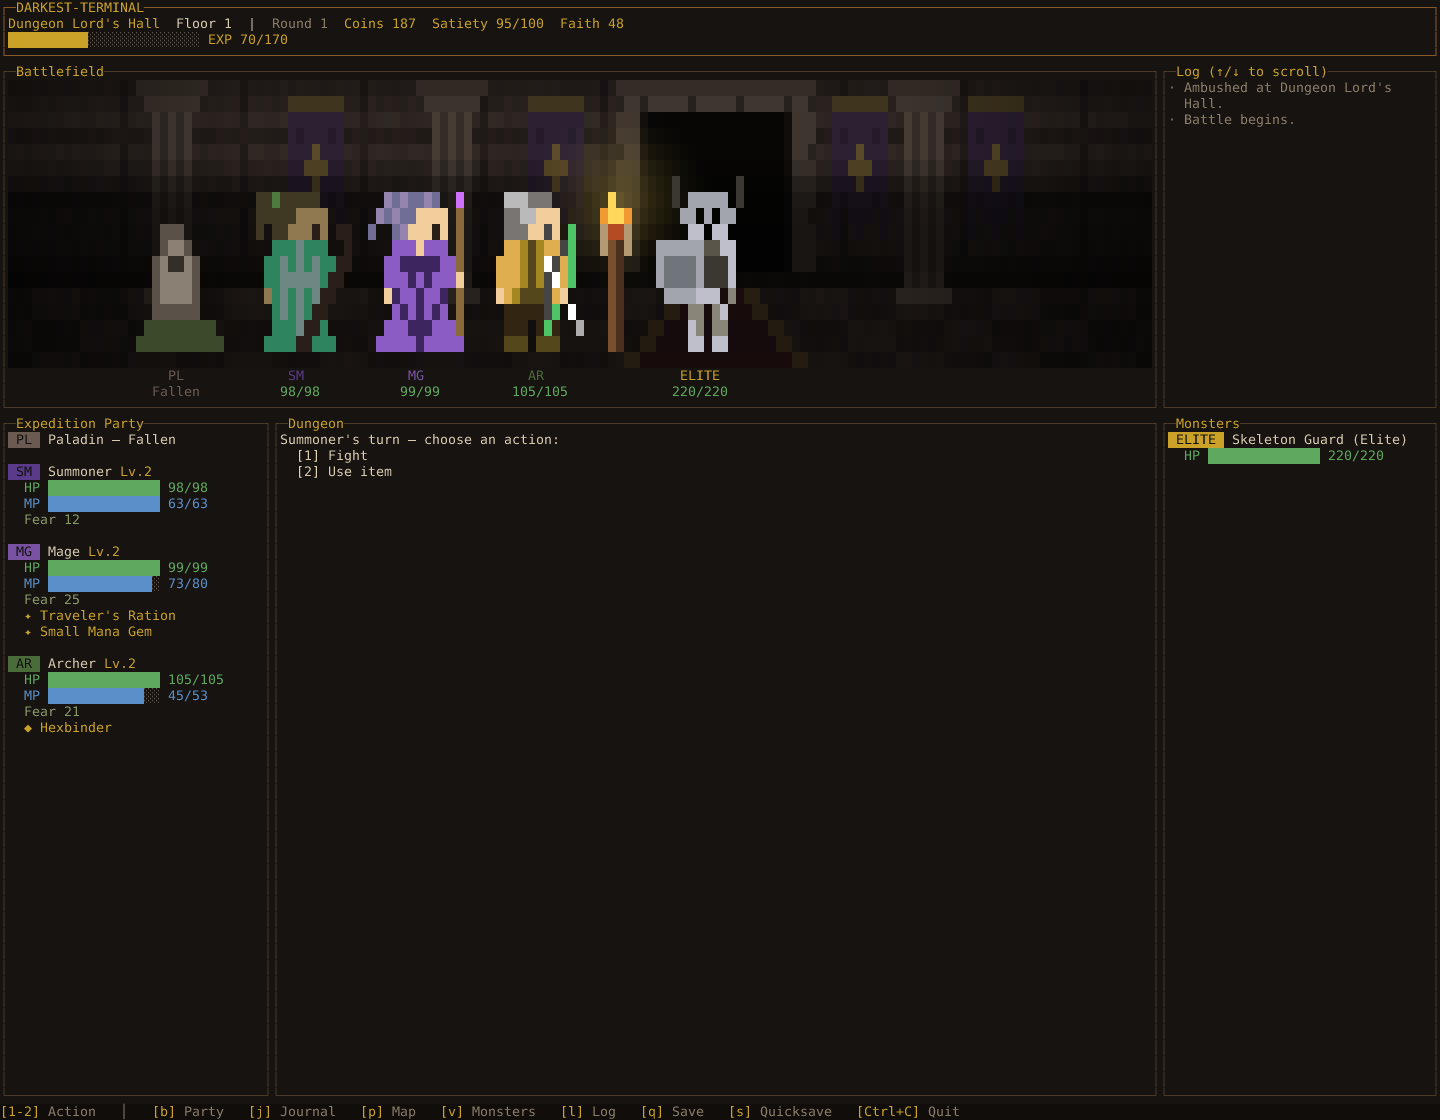 DARKEST-TERMINAL
Dungeon Lord's Hall  Floor 1  |  Round 1  Coins 187  Satiety 95/100  Faith 48
EXP 70/170
Battlefield
PL SM MG AR ELITE
Fallen 98/98 99/99 105/105 220/220
Log (↑/↓ to scroll)
· Ambushed at Dungeon Lord's
Hall.
· Battle begins.
Expedition Party
PL Paladin — Fallen
SM Summoner Lv.2
HP 98/98
MP 63/63
Fear 12
MG Mage Lv.2
HP 99/99
MP 73/80
Fear 25
✦ Traveler's Ration
✦ Small Mana Gem
AR Archer Lv.2
HP 105/105
MP 45/53
Fear 21
◆ Hexbinder
Dungeon
Summoner's turn — choose an action:
[1] Fight
[2] Use item
Monsters
ELITE Skeleton Guard (Elite)
HP 220/220
[1-2] Action │ [b] Party [j] Journal [p] Map [v] Monsters [l] Log [q] Save [s] Quicksave [Ctrl+C] Quit